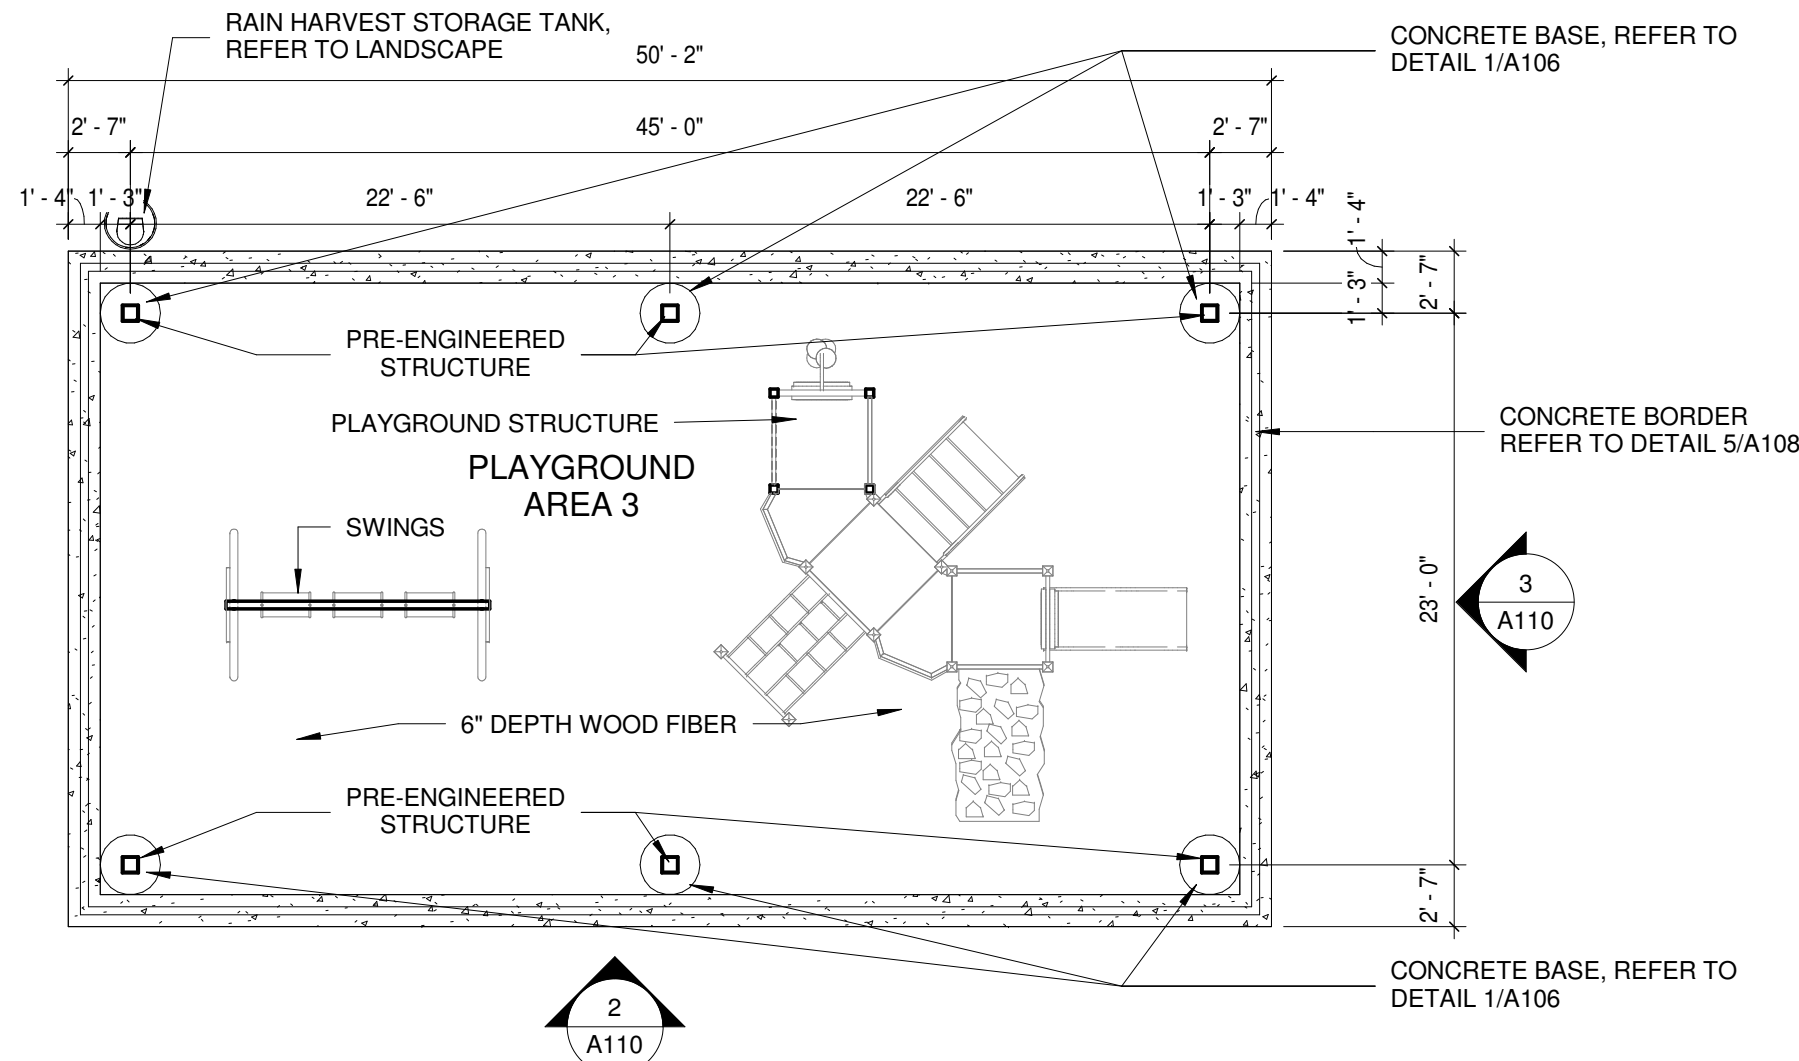 RAIN HARVEST STORAGE TANK,
REFER TO LANDSCAPE
CONCRETE BASE, REFER TO
DETAIL 1/A106
50' - 2"
2' - 7"
45' - 0"
2' - 7"
1' - 4"
1' - 3"
22' - 6"
22' - 6"
1' - 3"
1' - 4"
1' - 4"
1' - 3"
2' - 7"
PRE-ENGINEERED
STRUCTURE
PLAYGROUND STRUCTURE
PLAYGROUND
AREA 3
CONCRETE BORDER
REFER TO DETAIL 5/A108
SWINGS
23' - 0"
3
A110
6" DEPTH WOOD FIBER
PRE-ENGINEERED
STRUCTURE
2' - 7"
CONCRETE BASE, REFER TO
DETAIL 1/A106
2
A110